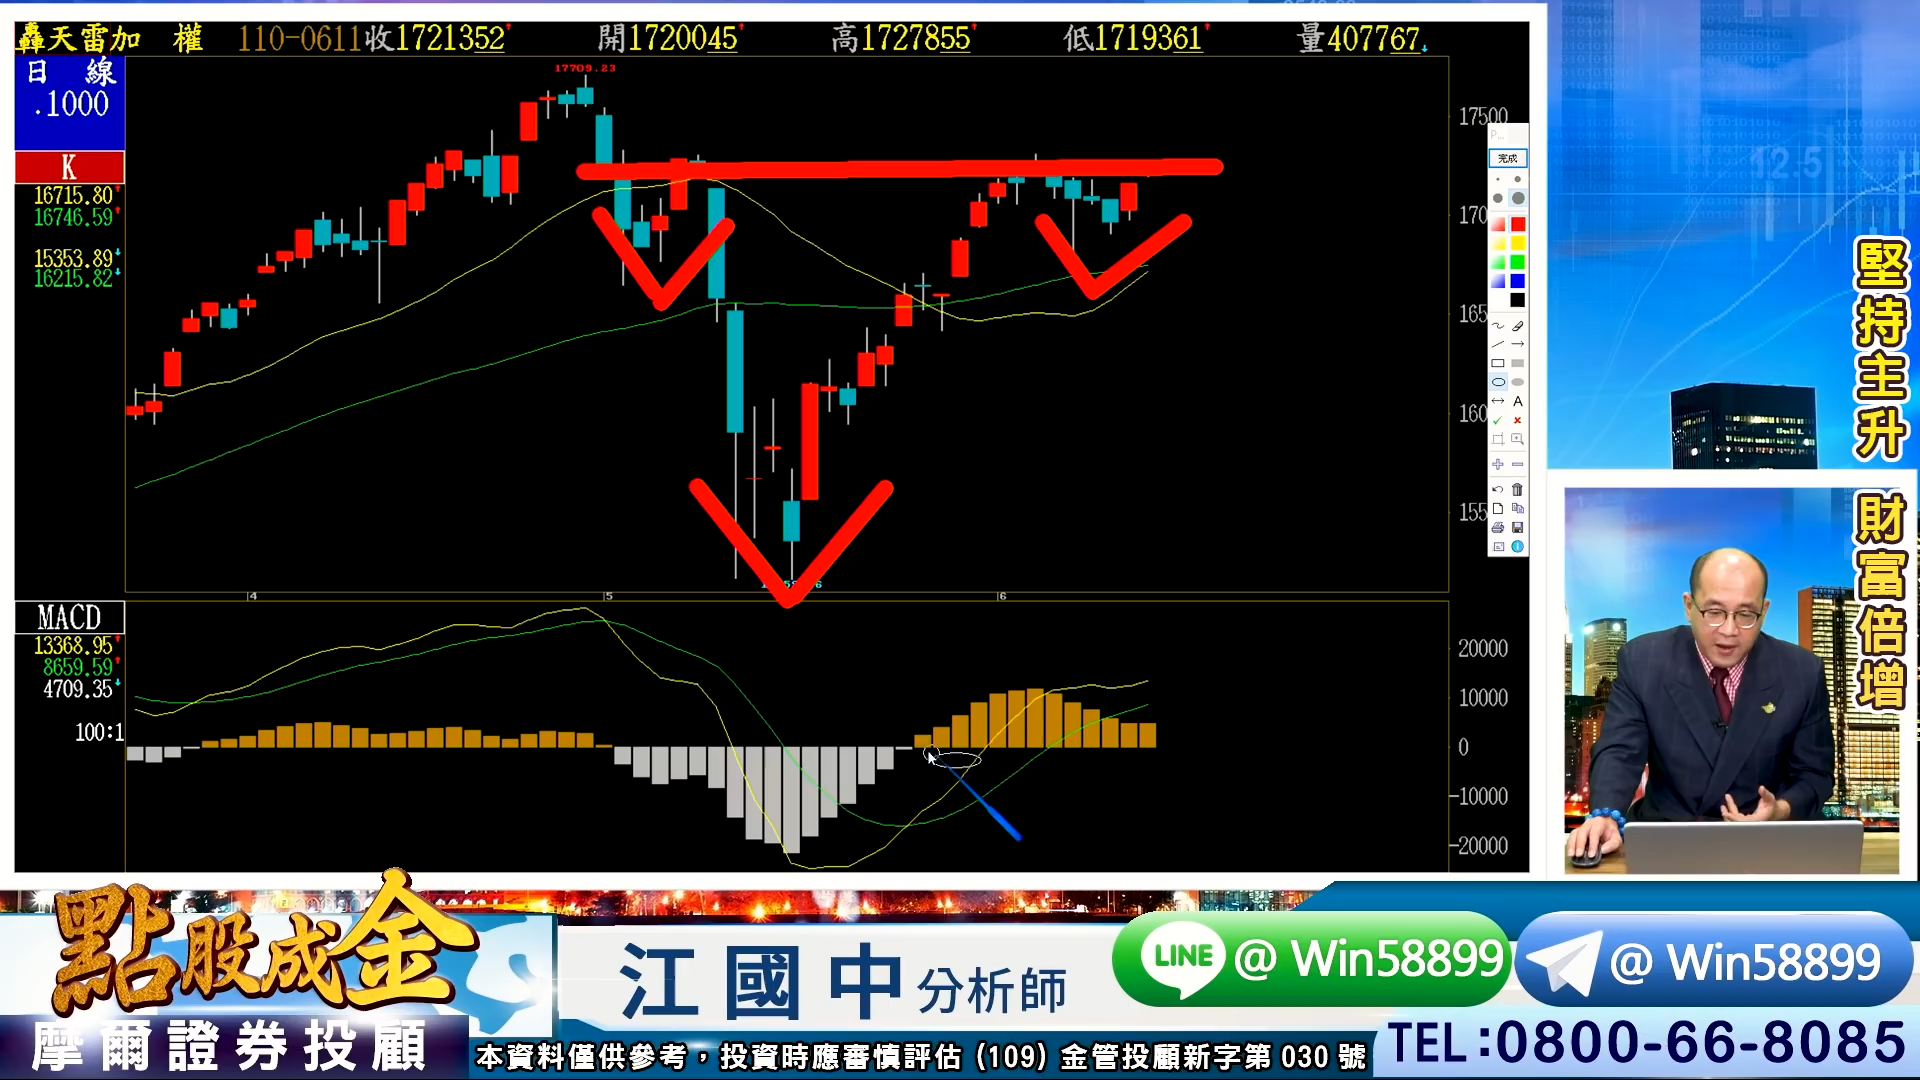 轟天雷加 權 110-0611收1721352 開1720045 高1727855 低1719361 量407767
日 線
.1000
K
16715.80
16746.59
15353.89
16215.82
17709.23
17500
完成
4
5
6
MACD
13368.95
8659.59
4709.35
100:1
20000
10000
0
-10000
-20000
堅持主升
財富倍增
點股成金
摩爾證券投顧
江國中 分析師
LINE @ Win58899
@ Win58899
TEL:0800-66-8085
本資料僅供參考，投資時應審慎評估 (109) 金管投顧新字第 030 號